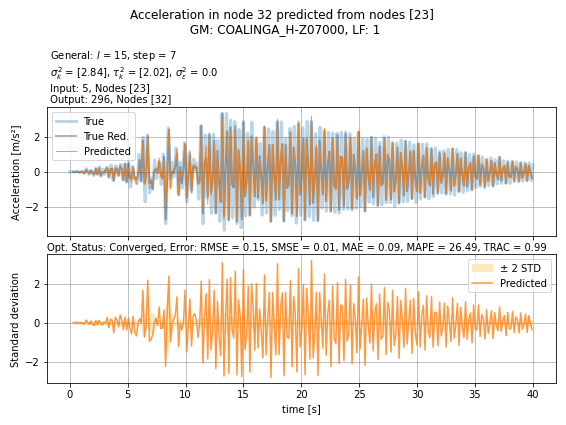 Acceleration in node 32 predicted from nodes [23]
GM: COALINGA_H-Z07000, LF: 1
General: l = 15, step = 7
σ²ₖ = [2.84], τ²ₖ = [2.02], σ²ε = 0.0
Input: 5, Nodes [23]
Output: 296, Nodes [32]
Acceleration [m/s²]
2
0
−2
True
True Red.
Predicted
Opt. Status: Converged, Error: RMSE = 0.15, SMSE = 0.01, MAE = 0.09, MAPE = 26.49, TRAC = 0.99
Standard deviation
2
0
−2
± 2 STD
Predicted
0 5 10 15 20 25 30 35 40
time [s]